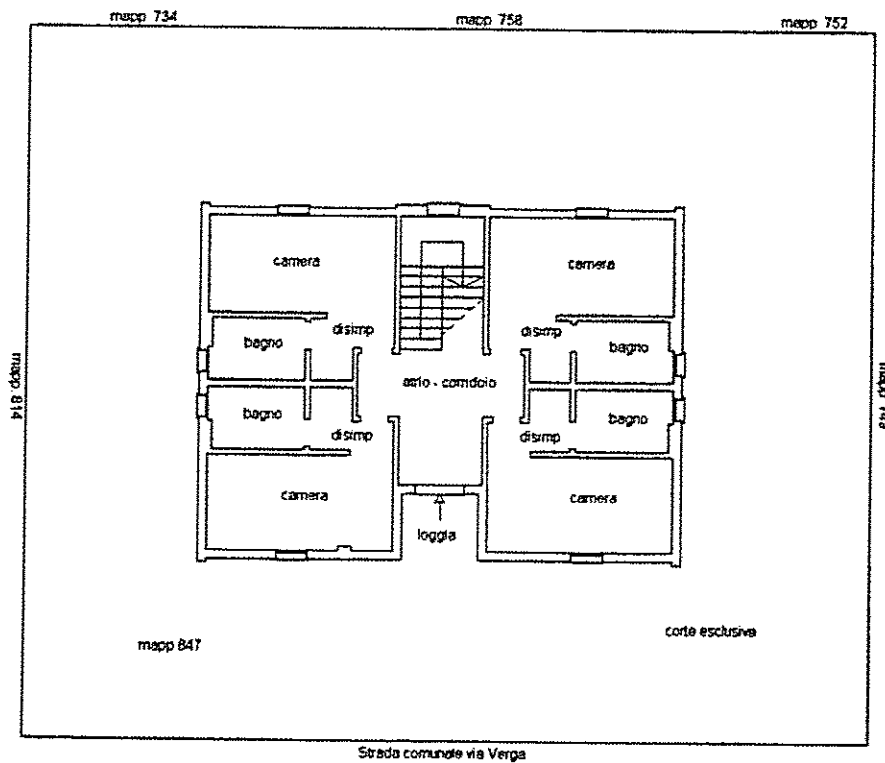 mapp. 734
mapp 758
mapp. 752
camera
camera
disimp
disimp
bagno
bagno
atrio - corridoio
mapp. 814
bagno
bagno
disimp
disimp
camera
camera
loggia
mapp 847
corte esclusiva
Strada comunale via Verga